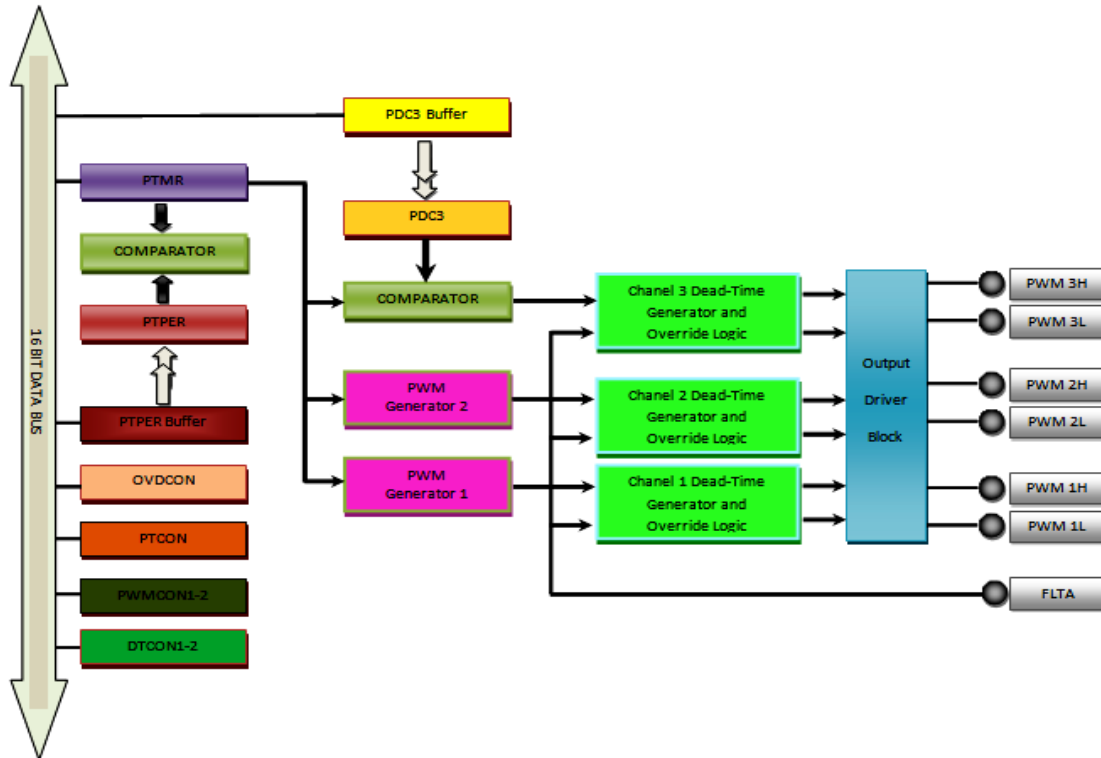 16 BIT DATA BUS
PDC3 Buffer
PTMR
PDC3
COMPARATOR
COMPARATOR
PTPER
PTPER Buffer
OVDCON
PTCON
PWMCON1-2
DTCON1-2
PWM
Generator 2
PWM
Generator 1
Chanel 3 Dead-Time
Generator and
Override Logic
Chanel 2 Dead-Time
Generator and
Override Logic
Chanel 1 Dead-Time
Generator and
Override Logic
Output
Driver
Block
PWM 3H
PWM 3L
PWM 2H
PWM 2L
PWM 1H
PWM 1L
FLTA